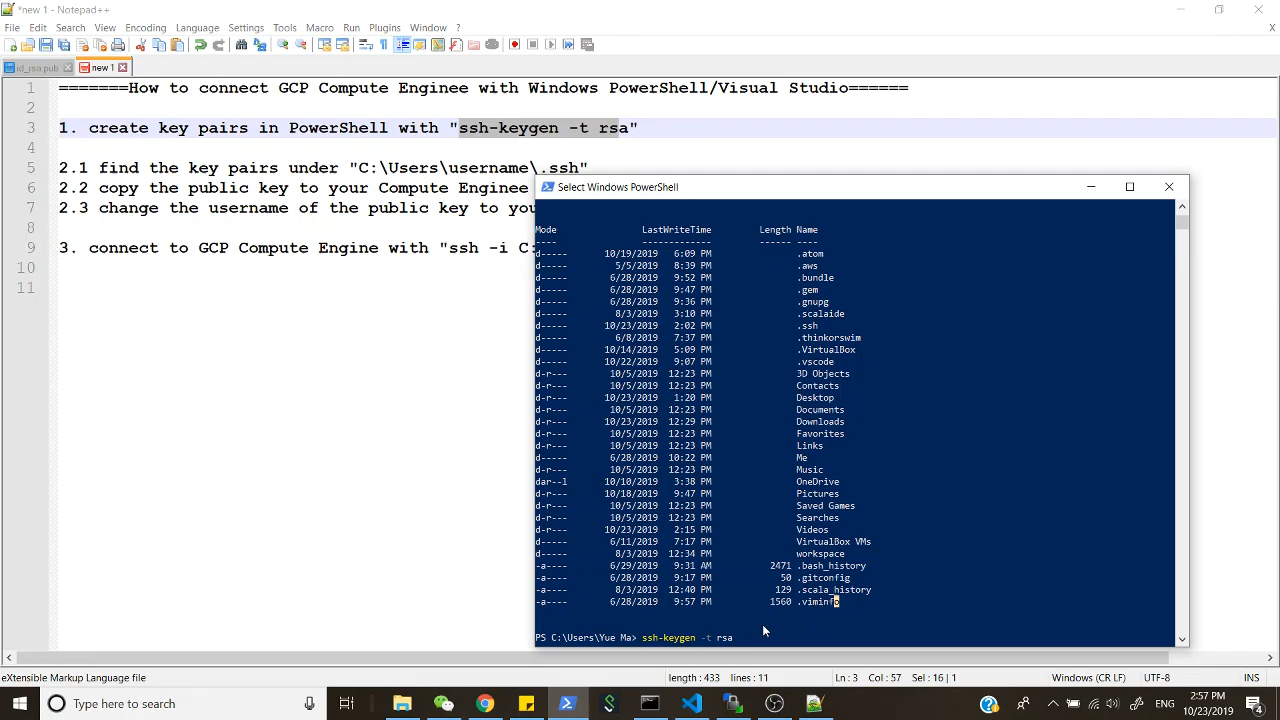 *new 1 - Notepad++
File Edit Search View Encoding Language Settings Tools Macro Run Plugins Window ?
X
id_rsa.pub new 1
1 =======How to connect GCP Compute Enginee with Windows PowerShell/Visual Studio======
2
3 1. create key pairs in PowerShell with "ssh-keygen -t rsa"
4
5 2.1 find the key pairs under "C:\Users\username\.ssh"
6 2.2 copy the public key to your Compute Enginee
7 2.3 change the username of the public key to you
8
9 3. connect to GCP Compute Engine with "ssh -i C:
10
11
Select Windows PowerShell
Mode LastWriteTime Length Name
---- ------------- ------ ----
d----- 10/19/2019 6:09 PM .atom
d----- 5/5/2019 8:39 PM .aws
d----- 6/28/2019 9:52 PM .bundle
d----- 6/28/2019 9:47 PM .gem
d----- 6/28/2019 9:36 PM .gnupg
d----- 8/3/2019 3:10 PM .scalaide
d----- 10/23/2019 2:02 PM .ssh
d----- 6/8/2019 7:37 PM .thinkorswim
d----- 10/14/2019 5:09 PM .VirtualBox
d----- 10/22/2019 9:07 PM .vscode
d-r--- 10/5/2019 12:23 PM 3D Objects
d-r--- 10/5/2019 12:23 PM Contacts
d-r--- 10/23/2019 1:20 PM Desktop
d-r--- 10/5/2019 12:23 PM Documents
d-r--- 10/23/2019 12:29 PM Downloads
d-r--- 10/5/2019 12:23 PM Favorites
d-r--- 10/5/2019 12:23 PM Links
d----- 6/28/2019 10:22 PM Me
d-r--- 10/5/2019 12:23 PM Music
dar--l 10/10/2019 3:38 PM OneDrive
d-r--- 10/18/2019 9:47 PM Pictures
d-r--- 10/5/2019 12:23 PM Saved Games
d-r--- 10/5/2019 12:23 PM Searches
d-r--- 10/23/2019 2:15 PM Videos
d----- 6/11/2019 7:17 PM VirtualBox VMs
d----- 8/3/2019 12:34 PM workspace
-a---- 6/29/2019 9:31 AM 2471 .bash_history
-a---- 6/28/2019 9:17 PM 50 .gitconfig
-a---- 8/3/2019 12:40 PM 129 .scala_history
-a---- 6/28/2019 9:57 PM 1560 .viminfo
PS C:\Users\Yue Ma> ssh-keygen -t rsa
eXtensible Markup Language file length : 433 lines : 11 Ln : 3 Col : 57 Sel : 16 | 1 Windows (CR LF) UTF-8 INS
Type here to search ENG 2:57 PM
10/23/2019